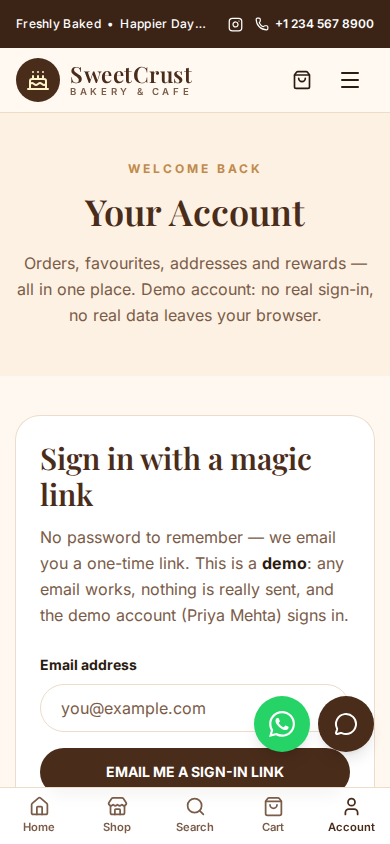 Freshly Baked • Happier Day...
+1 234 567 8900
SweetCrust
BAKERY & CAFE
WELCOME BACK
Your Account
Orders, favourites, addresses and rewards —
all in one place. Demo account: no real sign-in,
no real data leaves your browser.
Sign in with a magic
link
No password to remember — we email
you a one-time link. This is a demo: any
email works, nothing is really sent, and
the demo account (Priya Mehta) signs in.
Email address
you@example.com
EMAIL ME A SIGN-IN LINK
Home
Shop
Search
Cart
Account